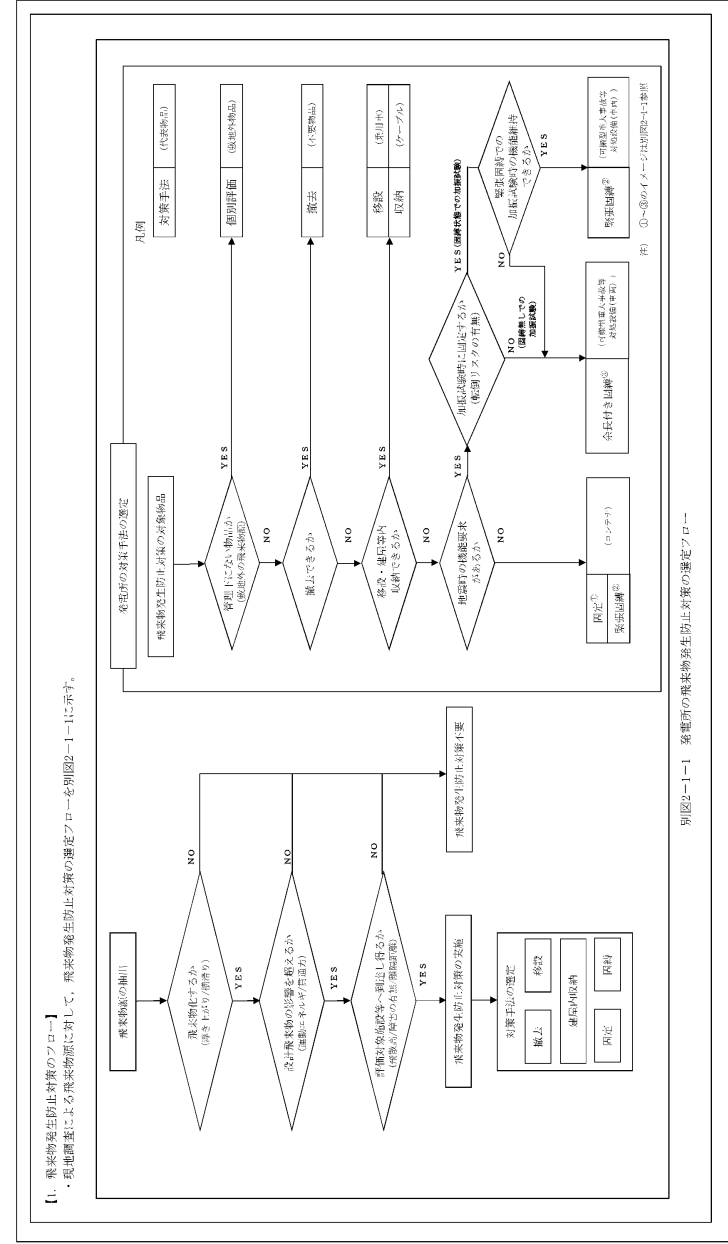 【1. 飛来物発生防止対策のフロー】
・現地調査による飛来物源に対して，飛来物発生防止対策の選定フローを別図2－1－1に示す。
飛来物源の抽出
飛来物化するか
(浮き上がり/横滑り)
NO
YES
設計飛来物の影響を超えるか
(運動エネルギ/貫通力)
NO
YES
評価対象施設等へ到達し得るか
(飛散高/障害の有無/離隔距離)
NO
YES
飛来物発生防止対策の実施
飛来物発生防止対策不要
対策手法の選定
撤去
移設
建屋内収納
固定
固縛
発電所の対策手法の選定
飛来物発生防止対策の対象物品
管理下にない物品か
(敷地外の飛来物源)
YES
NO
撤去できるか
YES
NO
移設・建屋等内
収納できるか
YES
NO
地震時の機能要求
があるか
YES
NO
加振試験時に固定するか
(転倒リスクの有無)
YES (固縛状態での加振試験)
NO
(固縛無しでの
加振試験)
緊張固縛での
加振試験時の機能維持
できるか
NO
YES
凡例
対策手法
(代表物品)
個別評価
(敷地外物品)
撤去
(不要物品)
移設
(乗用車)
収納
(ケーブル)
固定①
緊張固縛②
(コンテナ)
余長付き固縛③
(可搬型重大事故等
対処設備(車両))
緊張固縛②
(可搬型重大事故等
対処設備(車両))
注) ①～③のイメージは別図2-1-1参照
別図2－1－1 発電所の飛来物発生防止対策の選定フロー